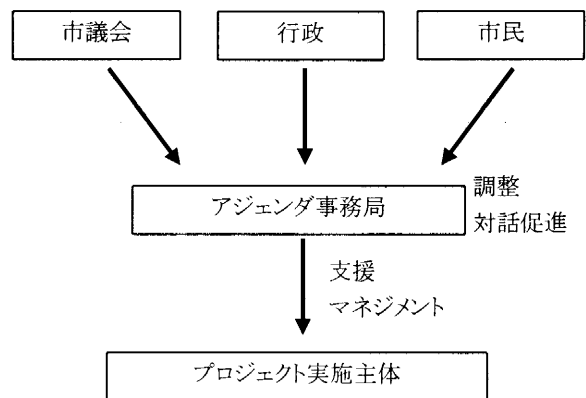 市議会
行政
市民
アジェンダ事務局
調整
対話促進
支援
マネジメント
プロジェクト実施主体